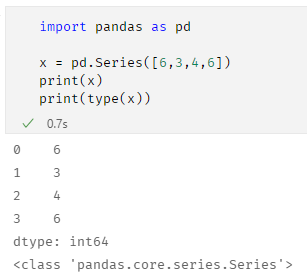 import pandas as pd
x = pd.Series([6,3,4,6])
print(x)
print(type(x))
0.7s
0 6
1 3
2 4
3 6
dtype: int64
<class 'pandas.core.series.Series'>